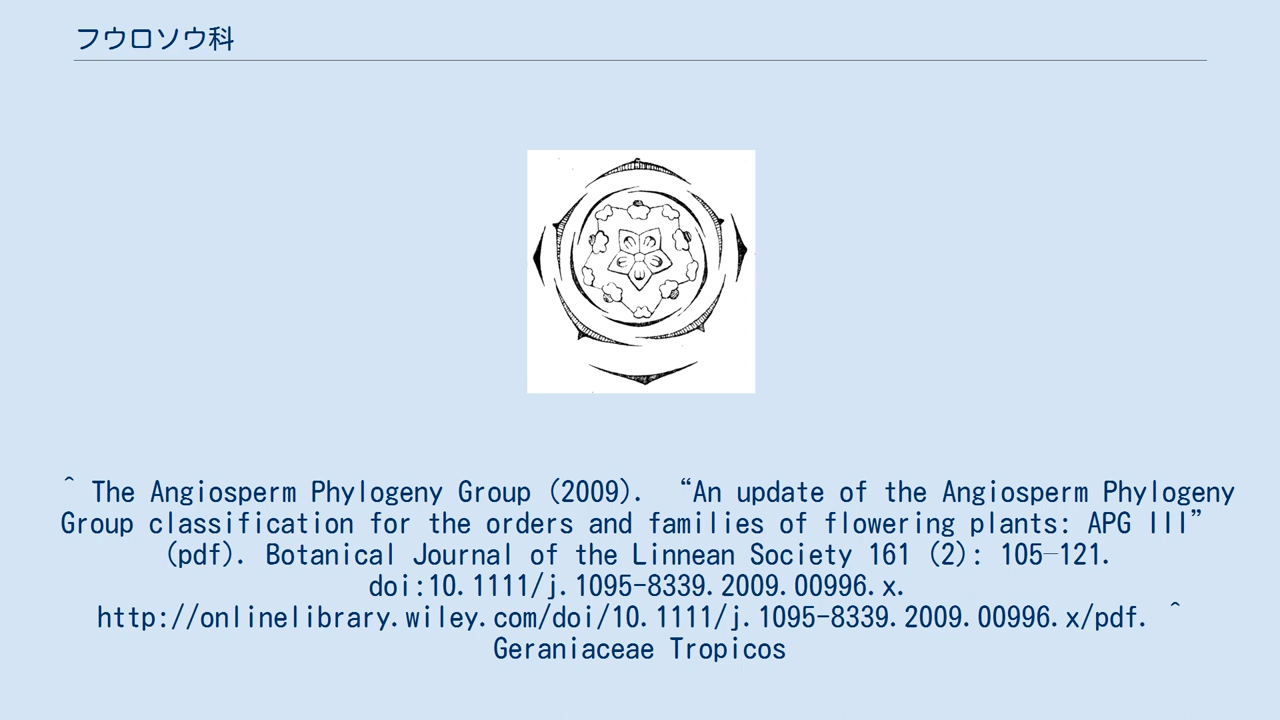 フウロソウ科
^ The Angiosperm Phylogeny Group (2009). “An update of the Angiosperm Phylogeny
Group classification for the orders and families of flowering plants: APG III”
(pdf). Botanical Journal of the Linnean Society 161 (2): 105–121.
doi:10.1111/j.1095-8339.2009.00996.x.
http://onlinelibrary.wiley.com/doi/10.1111/j.1095-8339.2009.00996.x/pdf. ^
Geraniaceae Tropicos